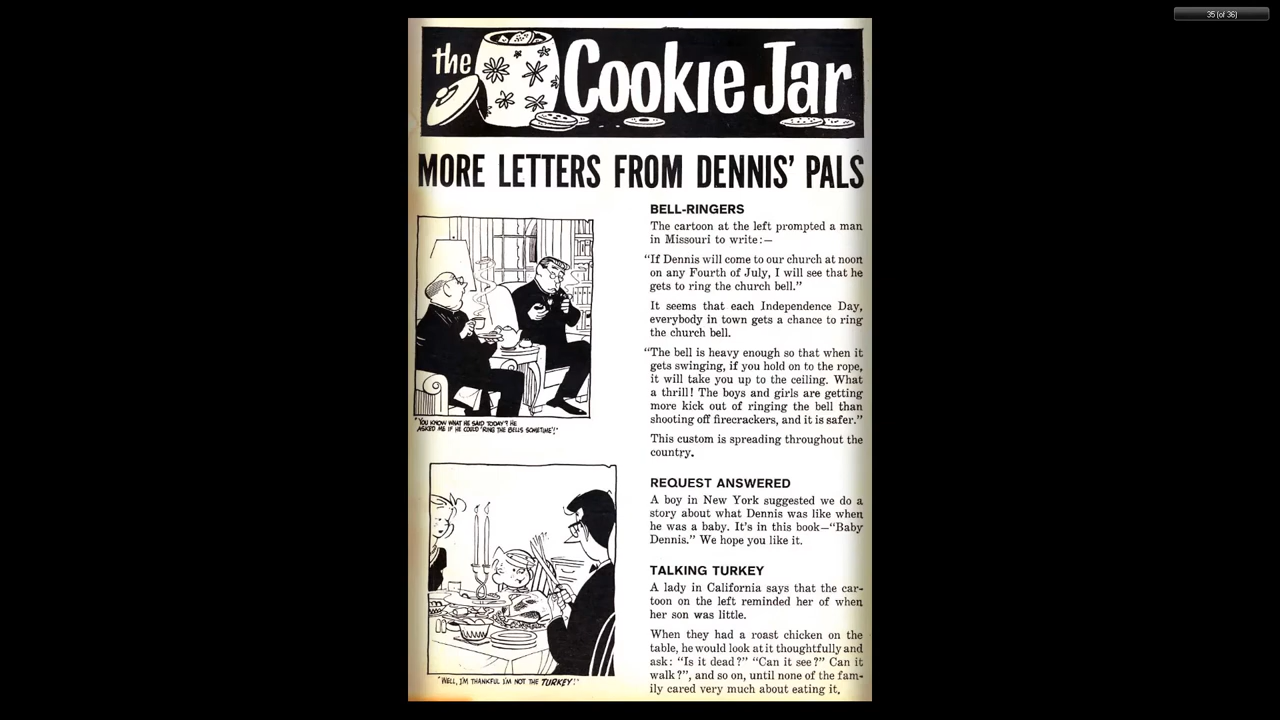 35 (of 36)
the Cookie Jar
MORE LETTERS FROM DENNIS' PALS
"YOU KNOW WHAT HE SAID TODAY? HE
ASKED ME IF HE COULD 'RING THE BELLS SOMETIME'!"
"WELL, I'M THANKFUL I'M NOT THE TURKEY!"
BELL-RINGERS
The cartoon at the left prompted a man
in Missouri to write:—
"If Dennis will come to our church at noon
on any Fourth of July, I will see that he
gets to ring the church bell."
It seems that each Independence Day,
everybody in town gets a chance to ring
the church bell.
"The bell is heavy enough so that when it
gets swinging, if you hold on to the rope,
it will take you up to the ceiling. What
a thrill! The boys and girls are getting
more kick out of ringing the bell than
shooting off firecrackers, and it is safer."
This custom is spreading throughout the
country.
REQUEST ANSWERED
A boy in New York suggested we do a
story about what Dennis was like when
he was a baby. It's in this book—"Baby
Dennis." We hope you like it.
TALKING TURKEY
A lady in California says that the car-
toon on the left reminded her of when
her son was little.
When they had a roast chicken on the
table, he would look at it thoughtfully and
ask: "Is it dead?" "Can it see?" Can it
walk?", and so on, until none of the fam-
ily cared very much about eating it.